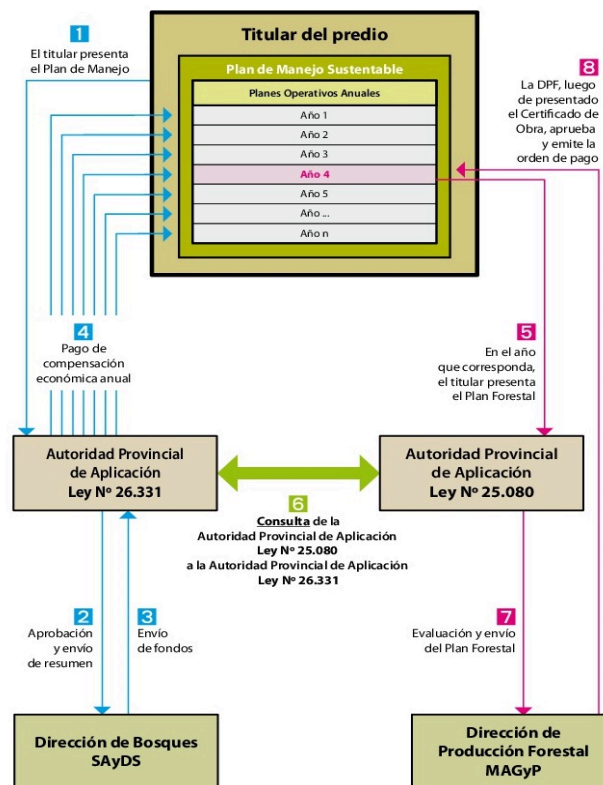 Titular del predio
Plan de Manejo Sustentable
Planes Operativos Anuales
Año 1
Año 2
Año 3
Año 4
Año 5
Año ...
Año n
1
El titular presenta
el Plan de Manejo
8
La DPF, luego
de presentado
el Certificado de
Obra, aprueba
y emite la
orden de pago
4
Pago de
compensación
económica anual
5
En el año
que corresponda,
el titular presenta
el Plan Forestal
Autoridad Provincial
de Aplicación
Ley Nº 26.331
Autoridad Provincial
de Aplicación
Ley Nº 25.080
6
Consulta de la
Autoridad Provincial de Aplicación
Ley Nº 25.080
a la Autoridad Provincial de Aplicación
Ley Nº 26.331
2
Aprobación
y envío
de resumen
3
Envío
de fondos
7
Evaluación y envío
del Plan Forestal
Dirección de Bosques
SAyDS
Dirección de
Producción Forestal
MAGyP